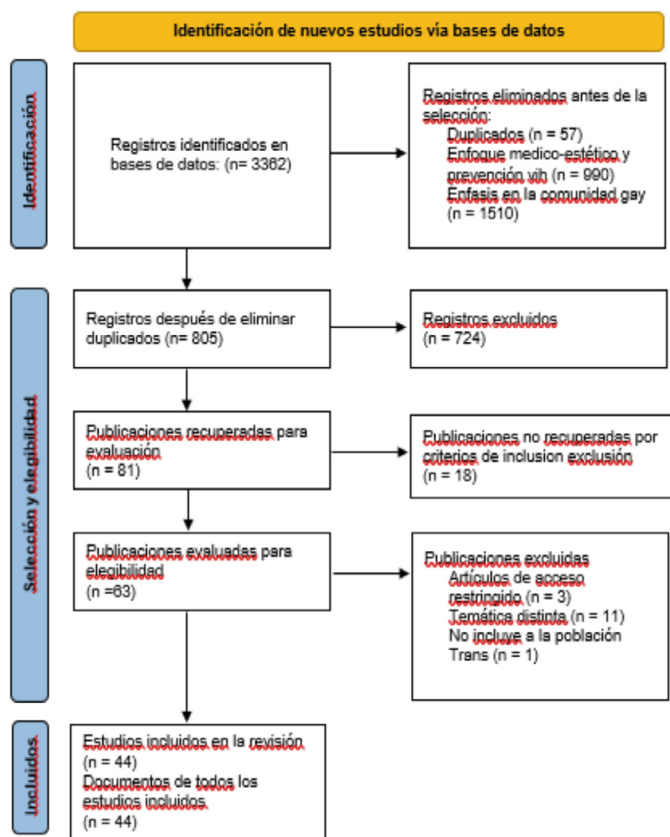 Identificación de nuevos estudios vía bases de datos
Identificación
Registros identificados en
bases de datos: (n= 3362)
Registros eliminados antes de la
selección:
Duplicados (n = 57)
Enfoque medico-estético y
prevención vih (n = 990)
Énfasis en la comunidad gay
(n = 1510)
Selección y elegibilidad
Registros después de eliminar
duplicados (n= 805)
Registros excluidos
(n = 724)
Publicaciones recuperadas para
evaluación
(n = 81)
Publicaciones no recuperadas por
criterios de inclusion exclusión
(n = 18)
Publicaciones evaluadas para
elegibilidad
(n =63)
Publicaciones excluidas
Artículos de acceso
restringido (n = 3)
Temática distinta (n = 11)
No incluye a la población
Trans (n = 1)
Incluidos
Estudios incluidos en la revisión
(n = 44)
Documentos de todos los
estudios incluidos
(n = 44)